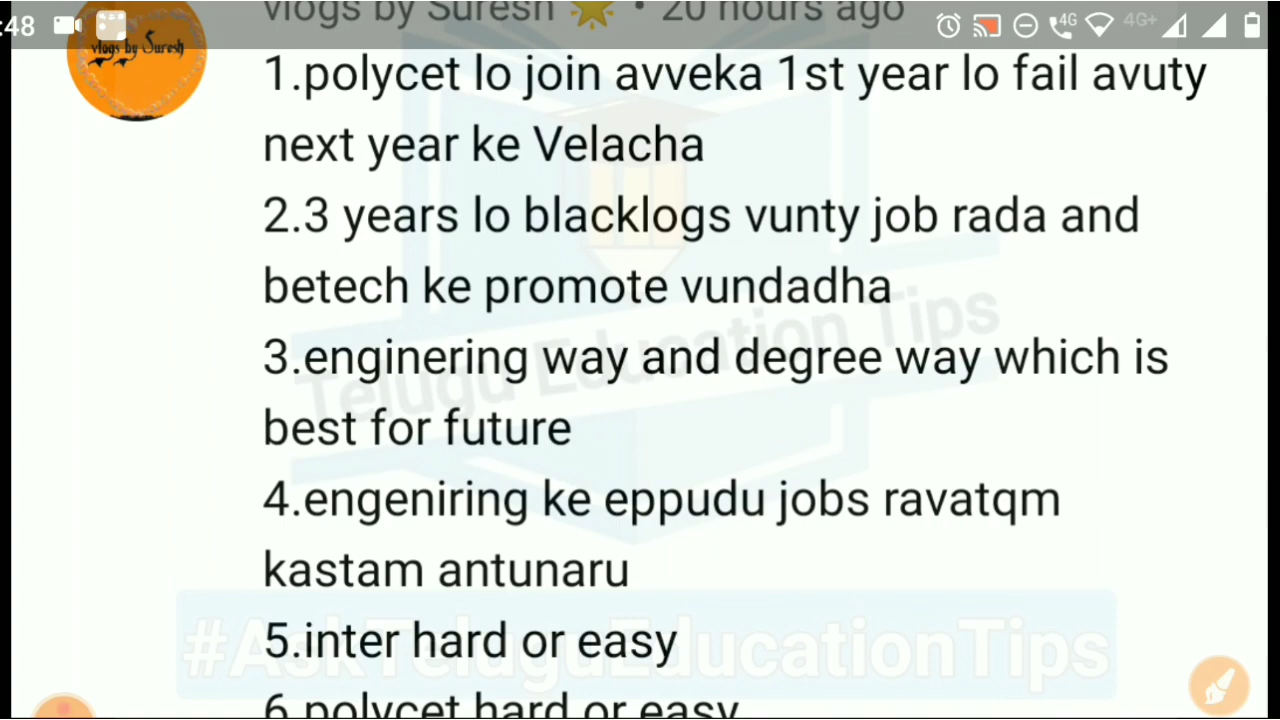 :48
4G
4G+
vlogs by Suresh
vlogs by Suresh 🌟 • 20 hours ago
1.polycet lo join avveka 1st year lo fail avuty
next year ke Velacha
2.3 years lo blacklogs vunty job rada and
betech ke promote vundadha
3.enginering way and degree way which is
best for future
4.engeniring ke eppudu jobs ravatqm
kastam antunaru
5.inter hard or easy
6.polycet hard or easy
Telugu Education Tips
#AskTeluguEducationTips